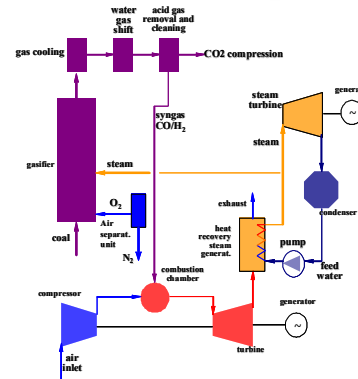 water
gas
shift
acid gas
removal and
cleaning
gas cooling
CO2 compression
syngas
CO/H2
steam
turbine
generat
~
steam
gasifier
steam
exhaust
O2
Air
separat.
unit
N2
coal
heat
recovery
steam
generat.
condenser
pump
feed
water
combustion
chamber
compressor
generator
~
turbine
air
inlet